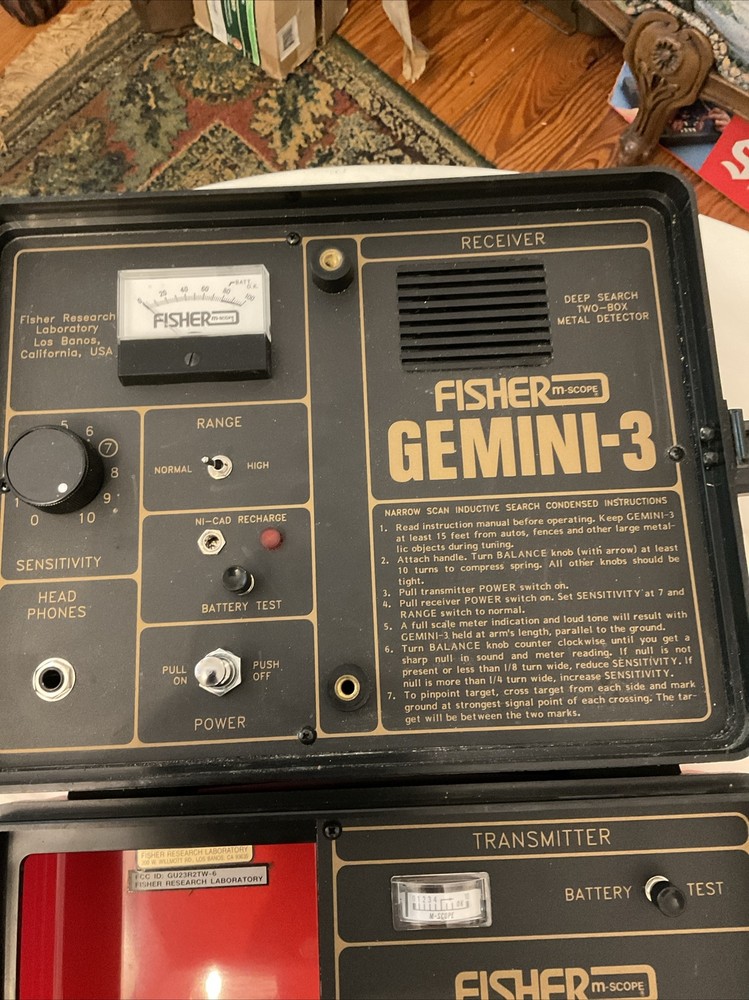 RECEIVER
Fisher Research
Laboratory
Los Banos,
California, USA
0 20 40 60 80 100
BATT
O.K.
FISHER M-SCOPE
DEEP SEARCH
TWO-BOX
METAL DETECTOR
FISHER M-SCOPE
GEMINI-3
5 6 7 8 9 10 0 1
SENSITIVITY
RANGE
NORMAL HIGH
NI-CAD RECHARGE
BATTERY TEST
HEAD
PHONES
PULL
ON
PUSH
OFF
POWER
NARROW SCAN INDUCTIVE SEARCH CONDENSED INSTRUCTIONS
1. Read instruction manual before operating. Keep GEMINI-3
at least 15 feet from autos, fences and other large metal-
lic objects during tuning.
2. Attach handle. Turn BALANCE knob (with arrow) at least
10 turns to compress spring. All other knobs should be
tight.
3. Pull transmitter POWER switch on.
4. Pull receiver POWER switch on. Set SENSITIVITY at 7 and
RANGE switch to normal.
5. A full scale meter indication and loud tone will result with
GEMINI-3 held at arm's length, parallel to the ground.
6. Turn BALANCE knob counter clockwise until you get a
sharp null in sound and meter reading. If null is not
present or less than 1/8 turn wide, reduce SENSITIVITY. If
null is more than 1/4 turn wide, increase SENSITIVITY.
7. To pinpoint target, cross target from each side and mark
ground at strongest signal point of each crossing. The tar-
get will be between the two marks.
TRANSMITTER
FISHER RESEARCH LABORATORY
LOS BANOS, CA
FCC ID: GU23R2TW-6
FISHER RESEARCH LABORATORY
M-SCOPE
BATTERY TEST
FISHER M-SCOPE